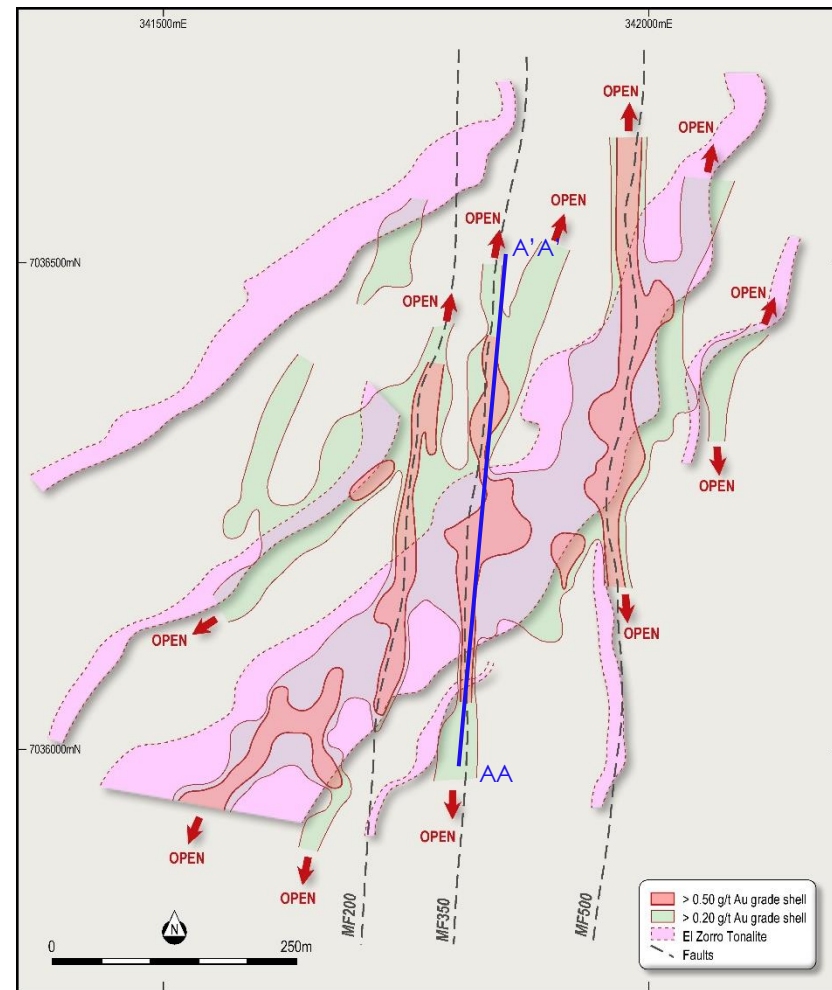 341500mE
342000mE
OPEN
OPEN
OPEN
OPEN
A'A'
7036500mN
OPEN
OPEN
OPEN
OPEN
OPEN
7036000mN
AA
OPEN
OPEN
OPEN
MF200
MF350
MF500
N
0
250m
> 0.50 g/t Au grade shell
> 0.20 g/t Au grade shell
El Zorro Tonalite
Faults